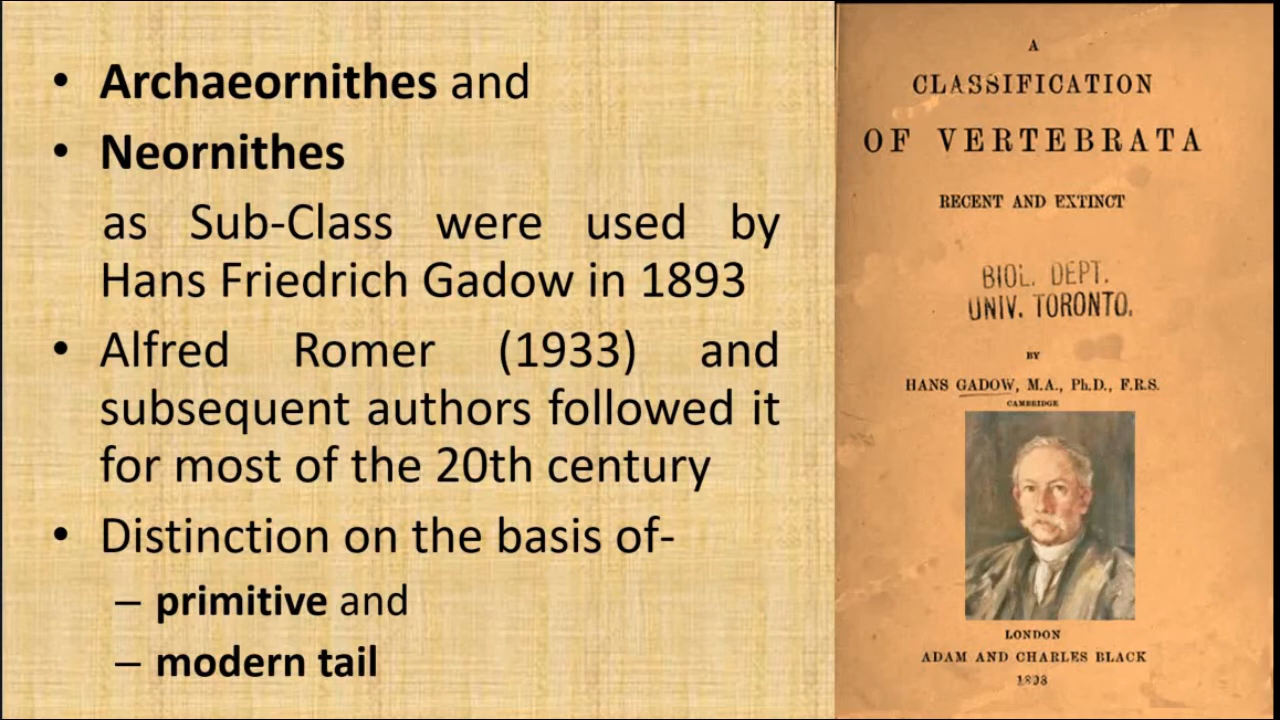 • Archaeornithes and
• Neornithes
as Sub-Class were used by
Hans Friedrich Gadow in 1893
• Alfred Romer (1933) and
subsequent authors followed it
for most of the 20th century
• Distinction on the basis of-
– primitive and
– modern tail
A
CLASSIFICATION
OF VERTEBRATA
RECENT AND EXTINCT
BIOL. DEPT.
UNIV. TORONTO.
BY
HANS GADOW, M.A., Ph.D., F.R.S.
CAMBRIDGE
LONDON
ADAM AND CHARLES BLACK
1898